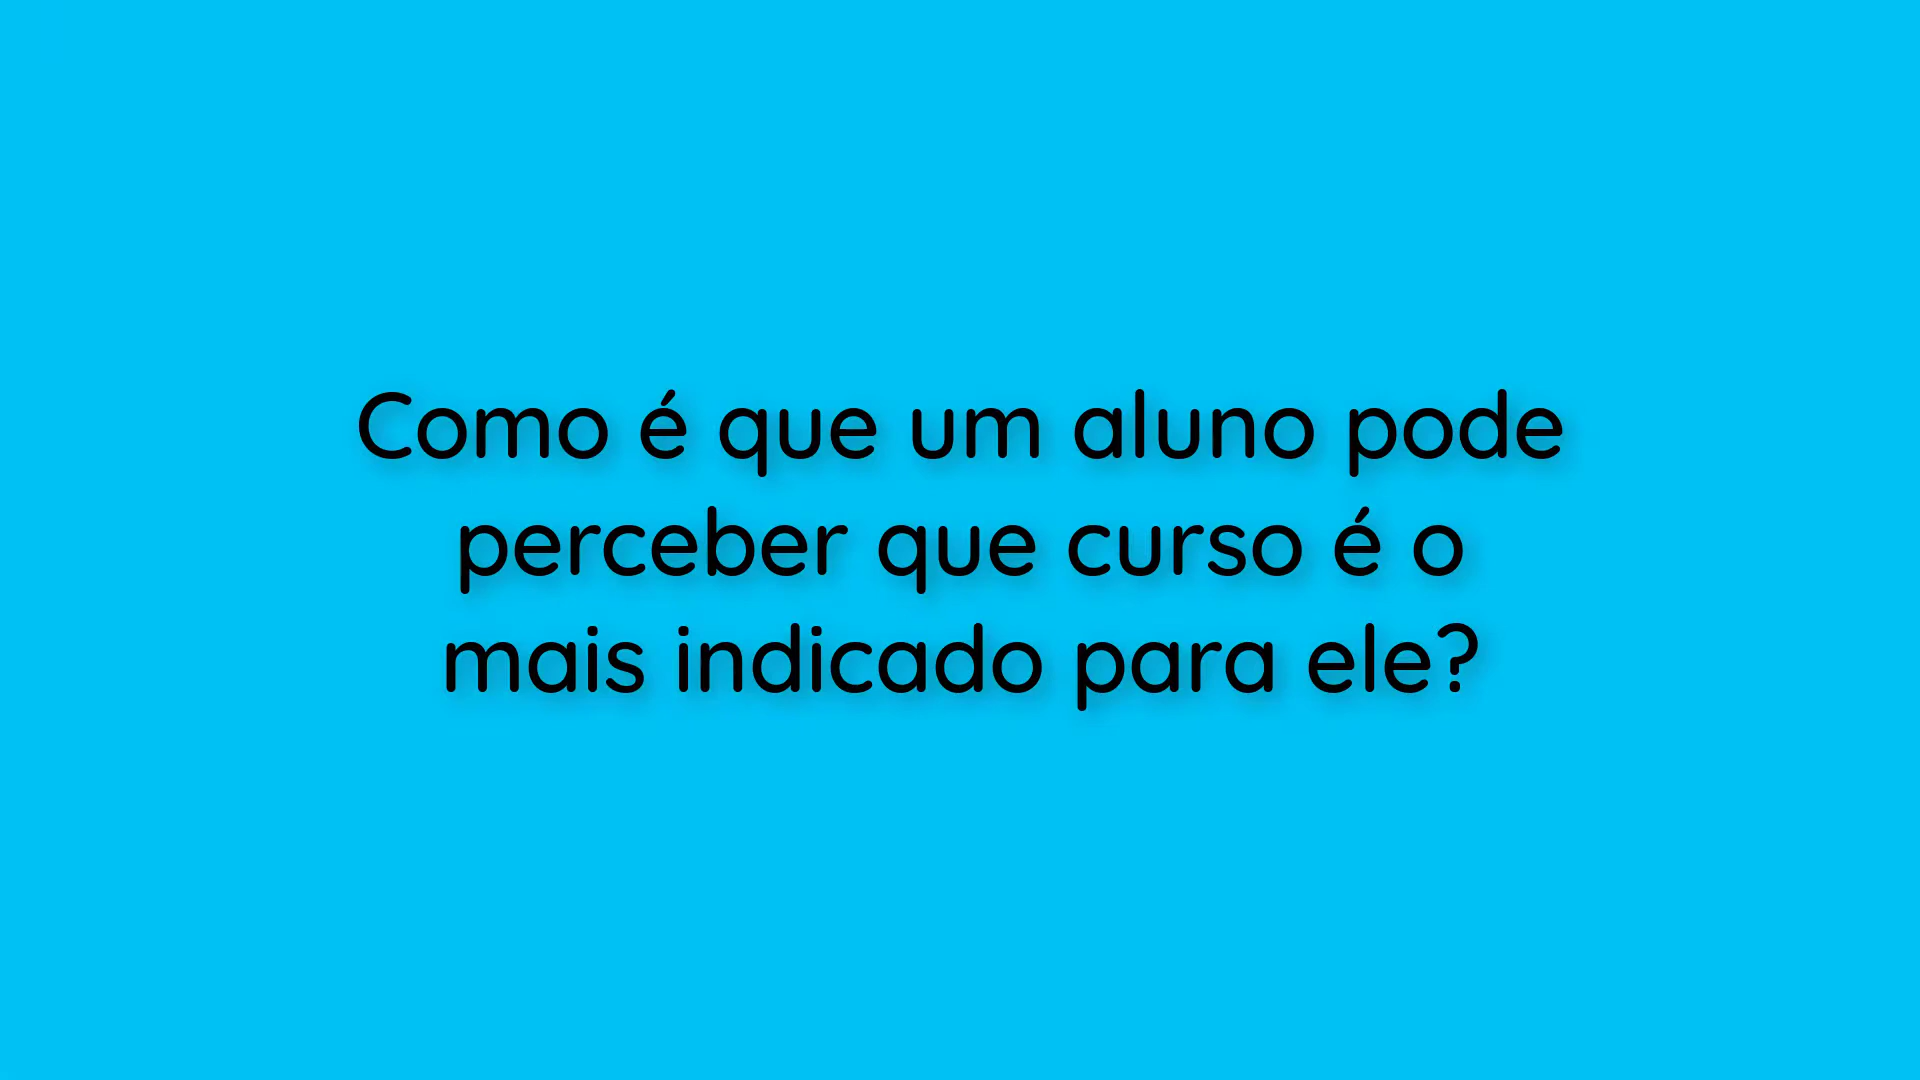 Como é que um aluno pode
perceber que curso é o
mais indicado para ele?